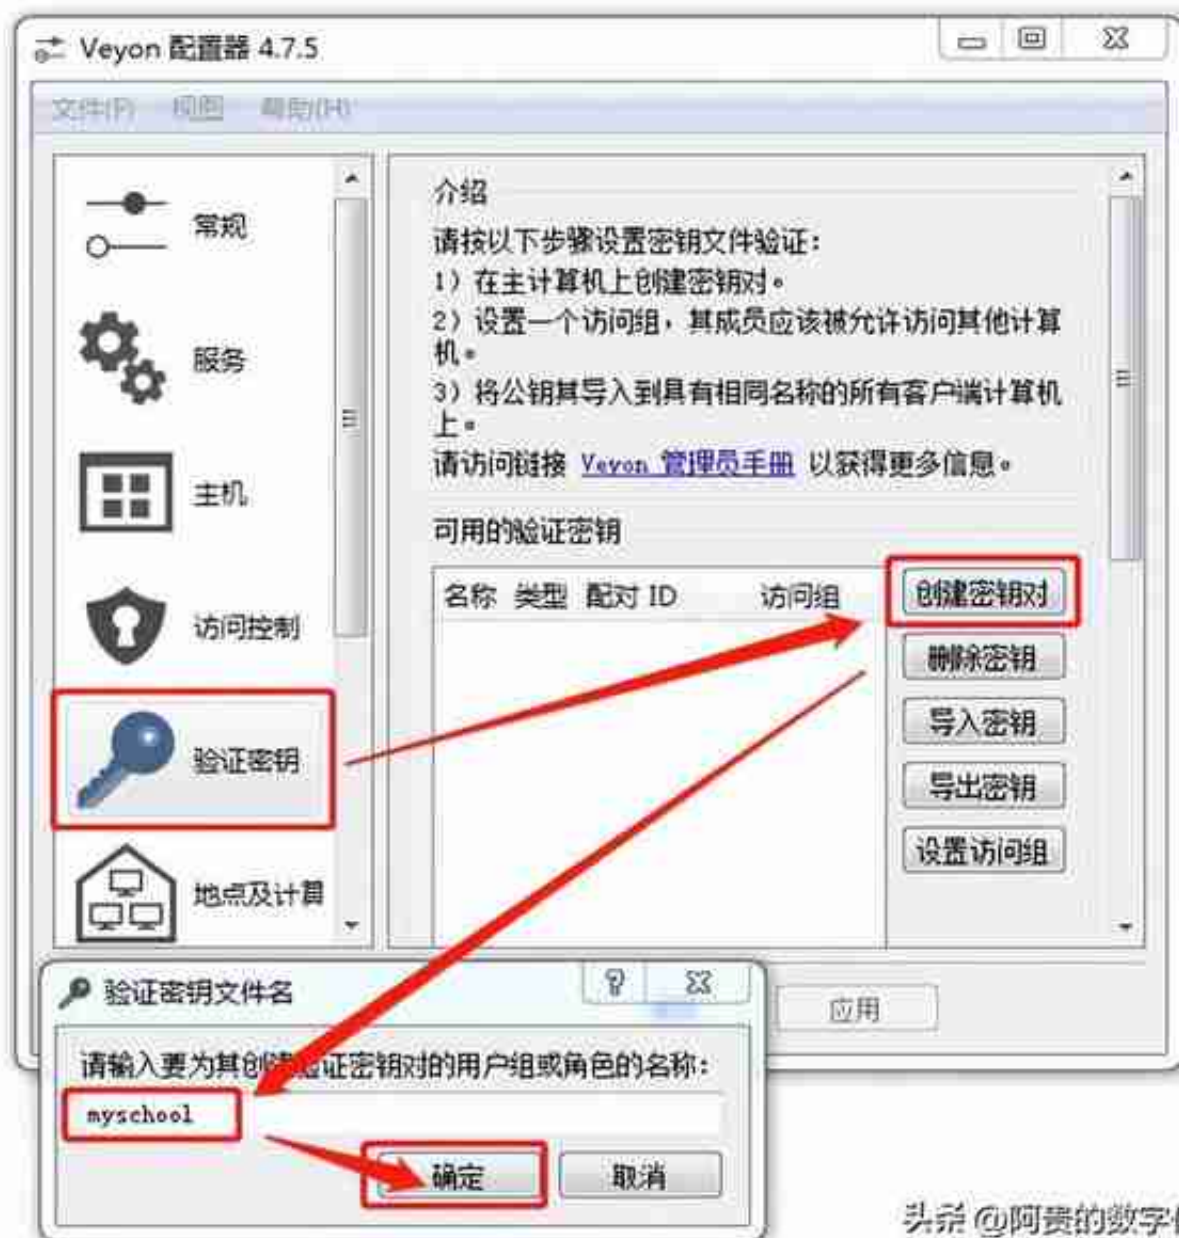 Veyon 配置器 4.7.5
文件(F) 视图 帮助(H)
常规
服务
主机
访问控制
验证密钥
地点及计算
介绍
请按以下步骤设置密钥文件验证：
1）在主计算机上创建密钥对。
2）设置一个访问组，其成员应该被允许访问其他计算
机。
3）将公钥其导入到具有相同名称的所有客户端计算机
上。
请访问链接 Veyon 管理员手册 以获得更多信息。
可用的验证密钥
名称 类型 配对 ID 访问组
创建密钥对
删除密钥
导入密钥
导出密钥
设置访问组
应用
验证密钥文件名
请输入要为其创建验证密钥对的用户组或角色的名称：
myschool
确定 取消
头条 @阿贵的数字